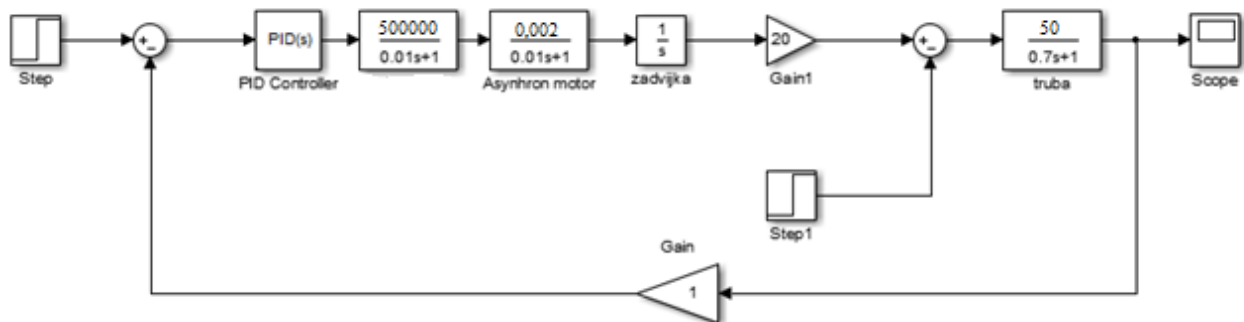 Step
+
−
PID(s)
PID Controller
500000
0.01s+1
0,002
0.01s+1
Asynhron motor
1
s
zadvijka
20
Gain1
+
−
50
0.7s+1
truba
Scope
Step1
Gain
1